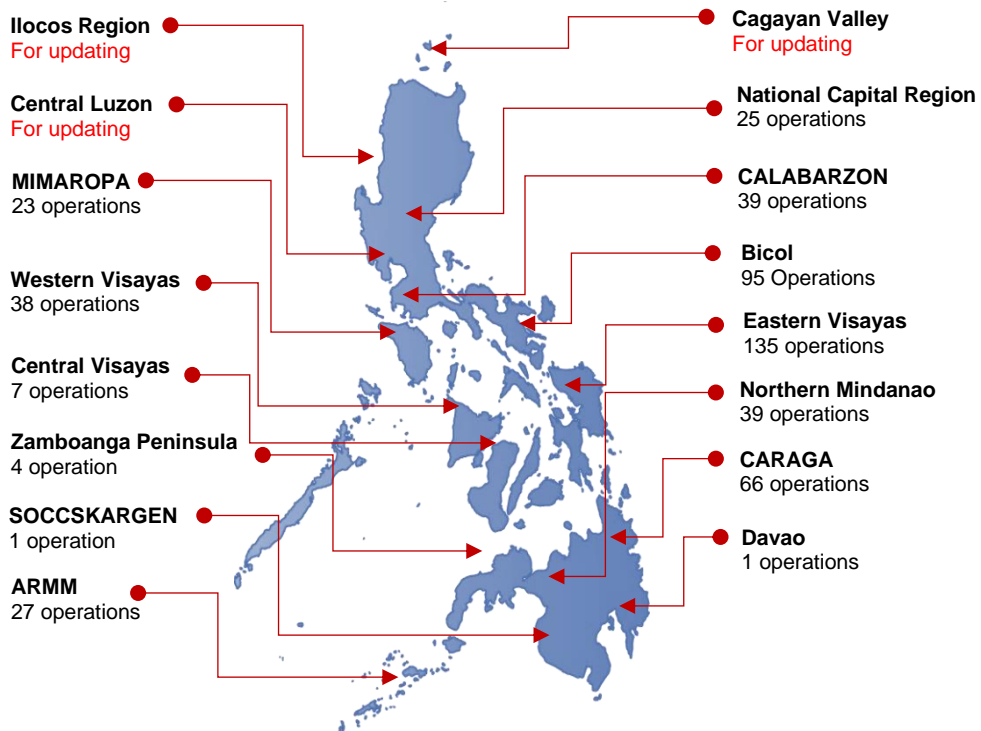 Ilocos Region
For updating
Central Luzon
For updating
MIMAROPA
23 operations
Western Visayas
38 operations
Central Visayas
7 operations
Zamboanga Peninsula
4 operation
SOCCSKARGEN
1 operation
ARMM
27 operations
Cagayan Valley
For updating
National Capital Region
25 operations
CALABARZON
39 operations
Bicol
95 Operations
Eastern Visayas
135 operations
Northern Mindanao
39 operations
CARAGA
66 operations
Davao
1 operations